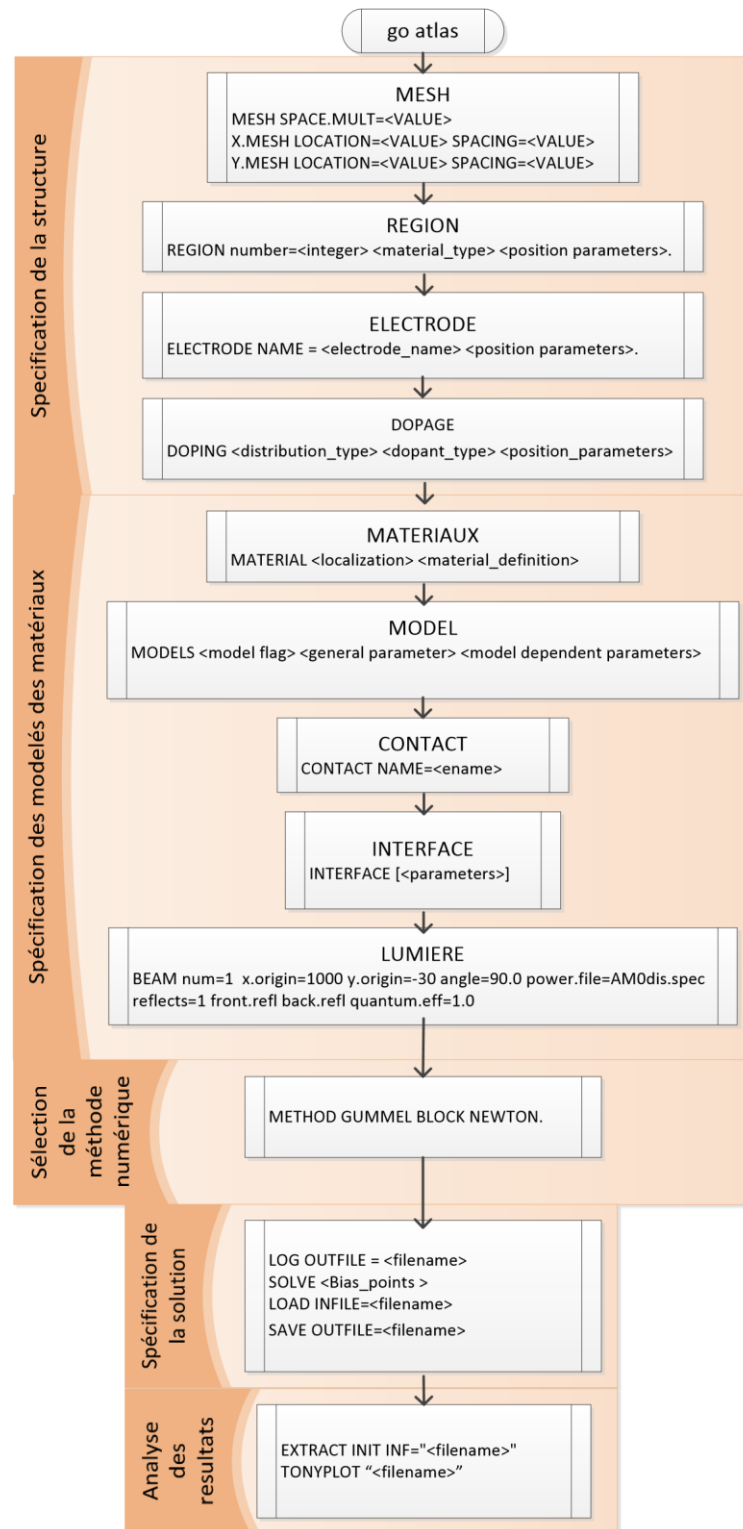 go atlas
Specification de la structure
MESH
MESH SPACE.MULT=<VALUE>
X.MESH LOCATION=<VALUE> SPACING=<VALUE>
Y.MESH LOCATION=<VALUE> SPACING=<VALUE>
REGION
REGION number=<integer> <material_type> <position parameters>.
ELECTRODE
ELECTRODE NAME = <electrode_name> <position parameters>.
DOPAGE
DOPING <distribution_type> <dopant_type> <position_parameters>
Spécification des modelés des matériaux
MATERIAUX
MATERIAL <localization> <material_definition>
MODEL
MODELS <model flag> <general parameter> <model dependent parameters>
CONTACT
CONTACT NAME=<ename>
INTERFACE
INTERFACE [<parameters>]
LUMIERE
BEAM num=1 x.origin=1000 y.origin=-30 angle=90.0 power.file=AM0dis.spec
reflects=1 front.refl back.refl quantum.eff=1.0
Sélection
de la
méthode
numérique
METHOD GUMMEL BLOCK NEWTON.
Spécification de
la solution
LOG OUTFILE = <filename>
SOLVE <Bias_points >
LOAD INFILE=<filename>
SAVE OUTFILE=<filename>
Analyse
des
resultats
EXTRACT INIT INF="<filename>"
TONYPLOT “<filename>”